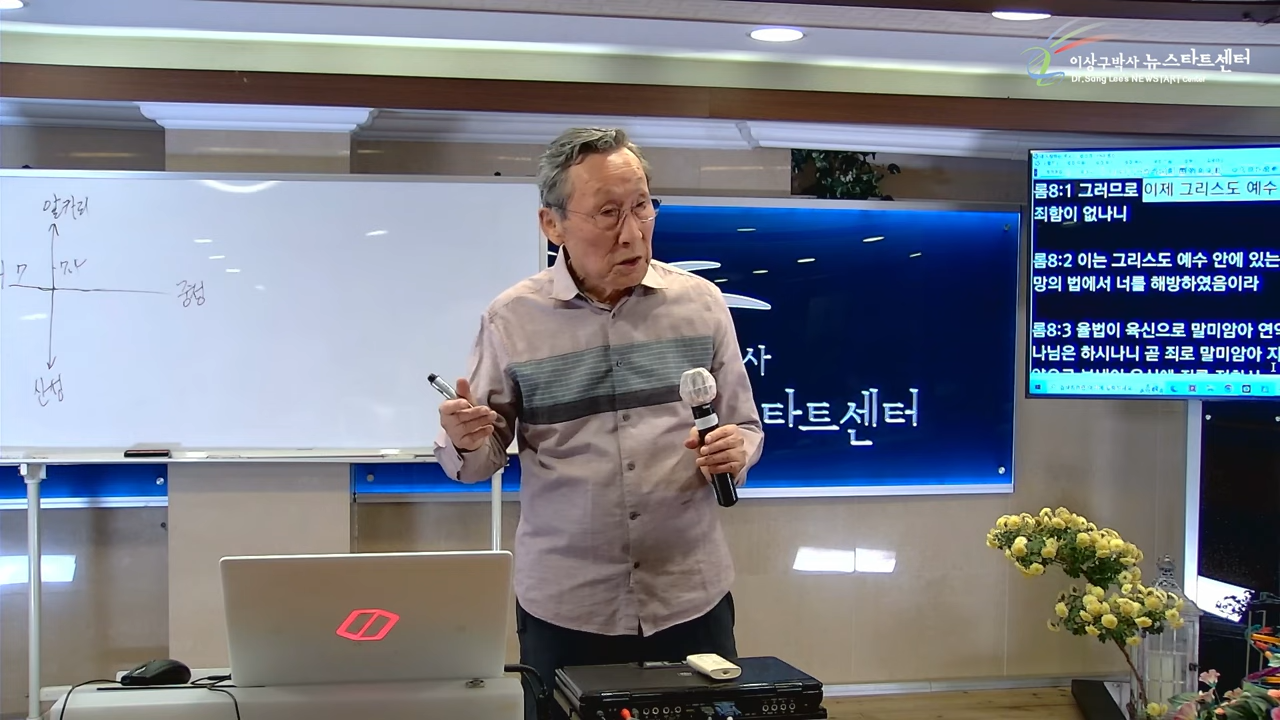 이상구박사 뉴스타트센터
Dr.Sang Lee's NEWSTART Center
알카리
중성
산성
사
타트센터
롬8:1 그러므로 이제 그리스도 예수
죄함이 없나니
롬8:2 이는 그리스도 예수 안에 있는
망의 법에서 너를 해방하였음이라
롬8:3 율법이 육신으로 말미암아 연약
나님은 하시나니 곧 죄로 말미암아 자